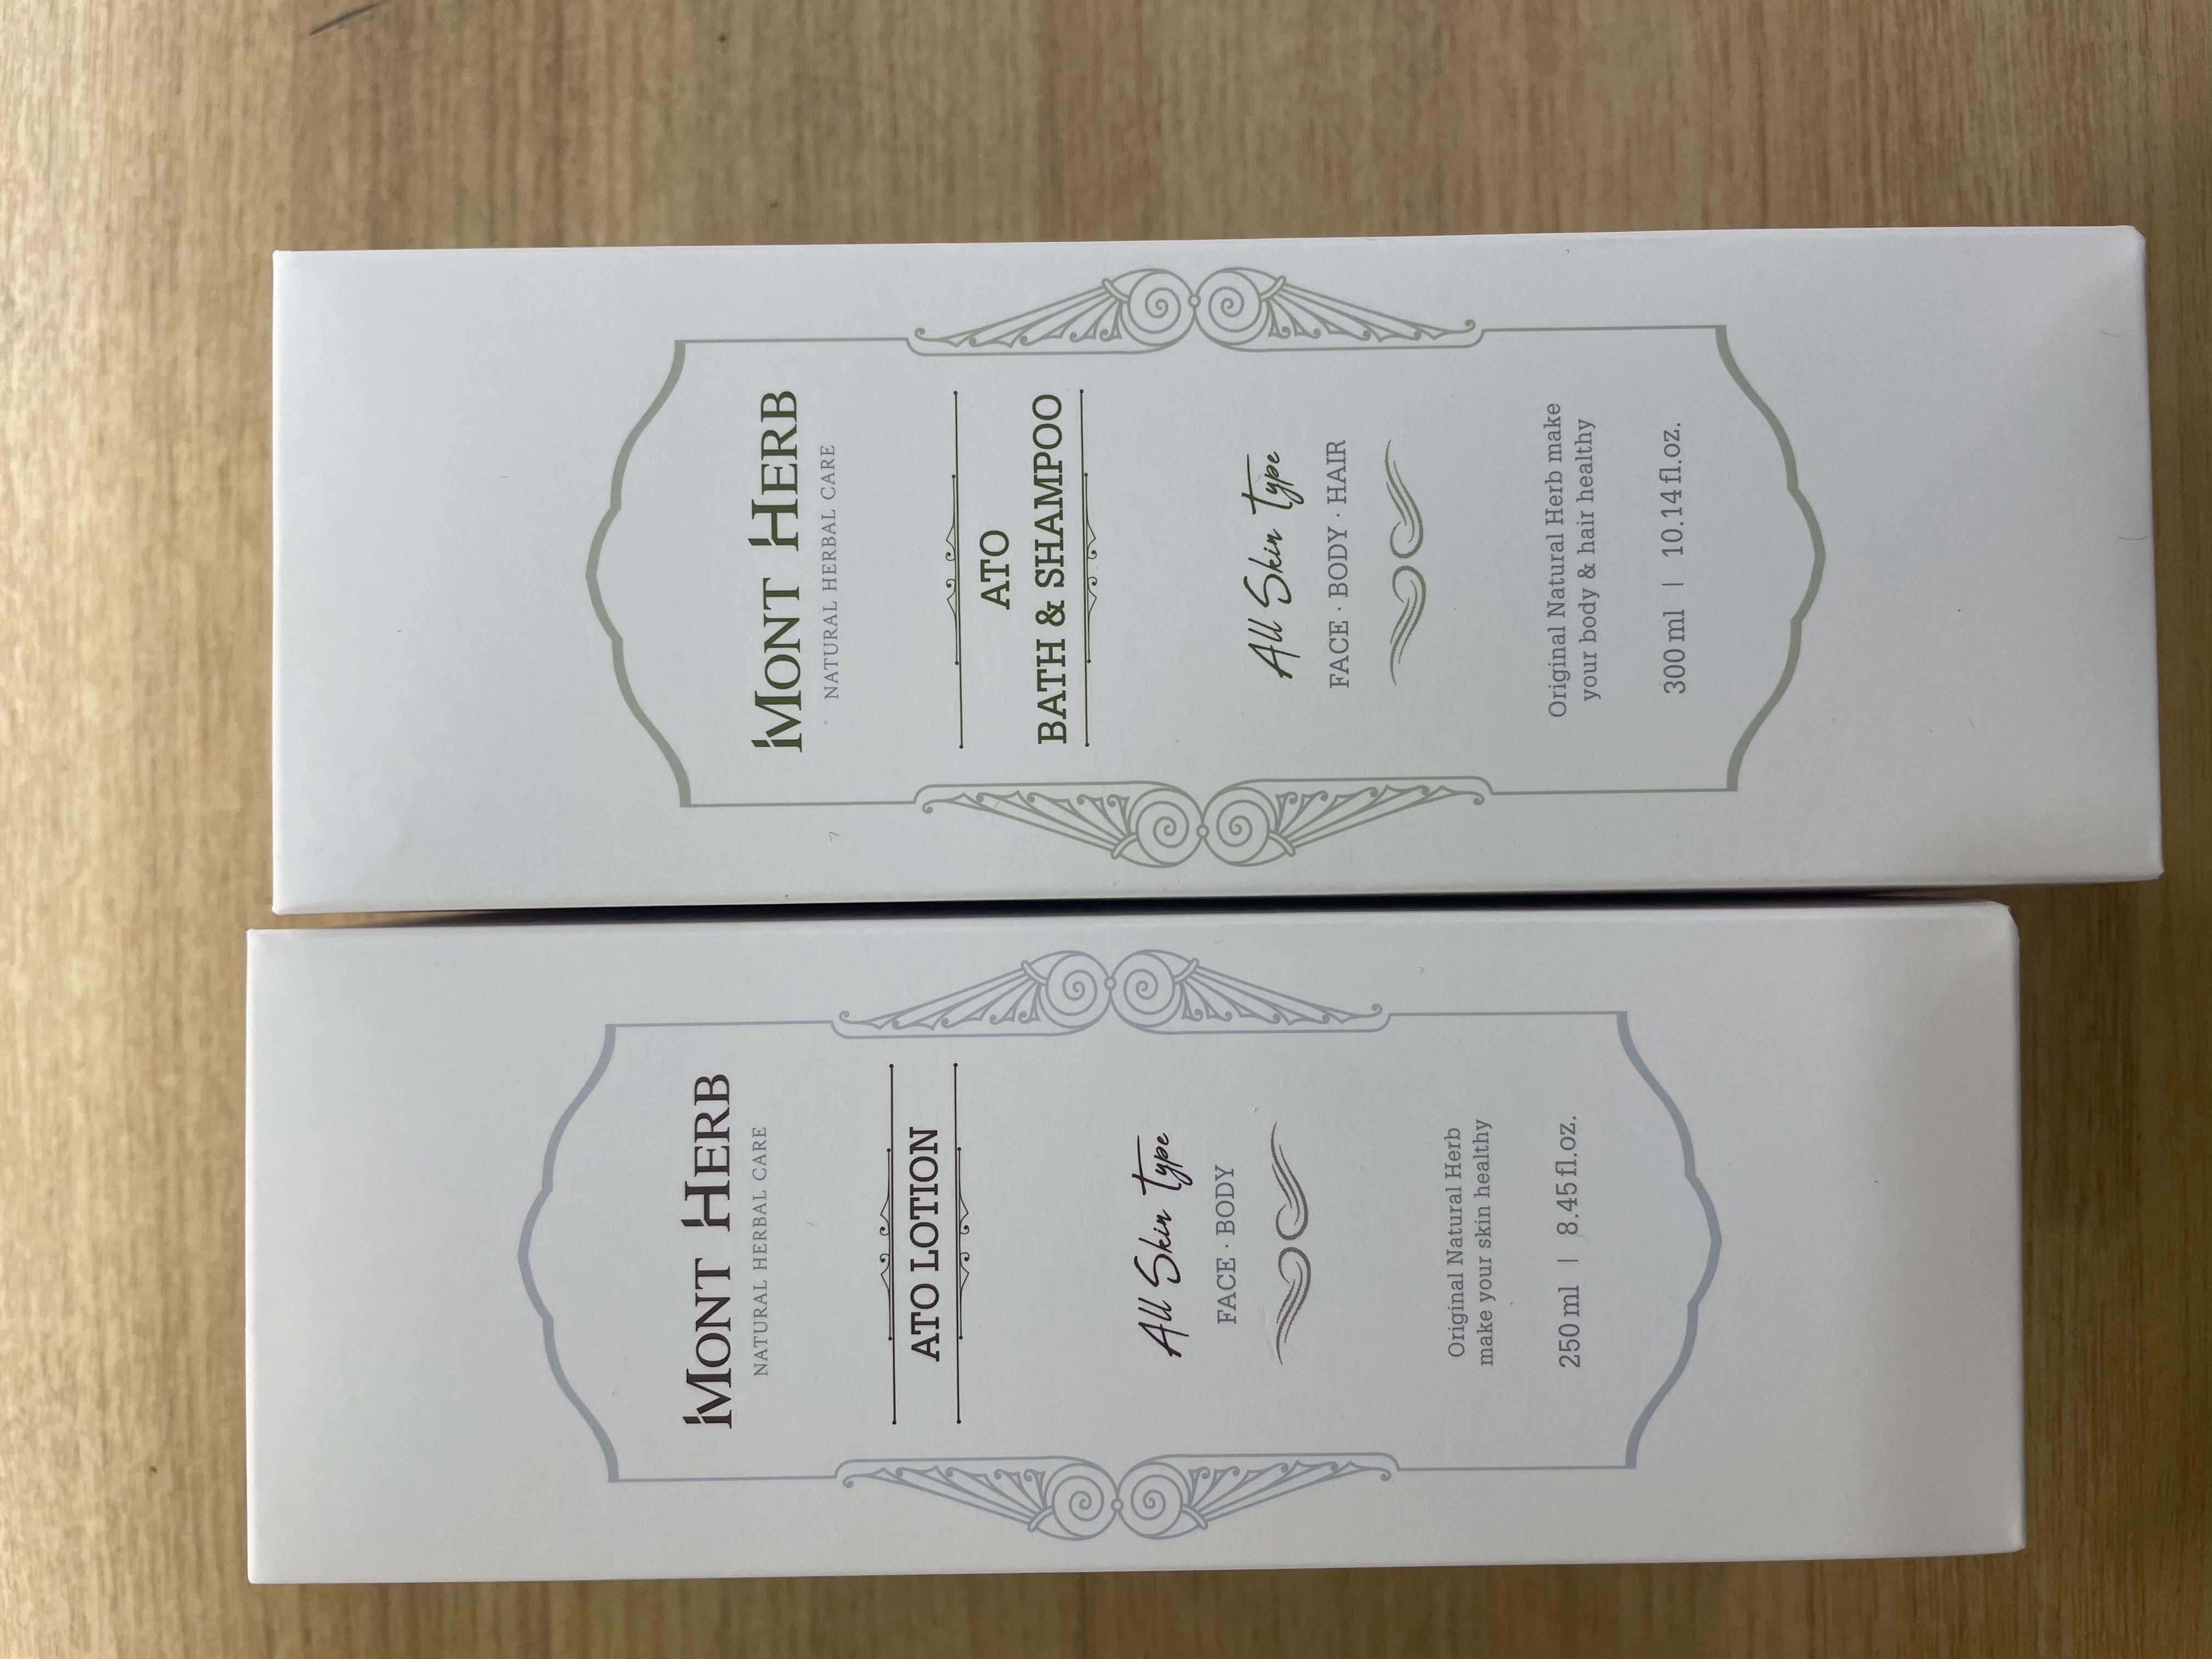 MONT HERB
NATURAL HERBAL CARE
ATO LOTION
All Skin type
FACE · BODY
Original Natural Herb
make your skin healthy
250 ml | 8.45 fl.oz.
MONT HERB
NATURAL HERBAL CARE
ATO
BATH & SHAMPOO
All Skin type
FACE · BODY · HAIR
Original Natural Herb make
your body & hair healthy
300 ml | 10.14 fl.oz.